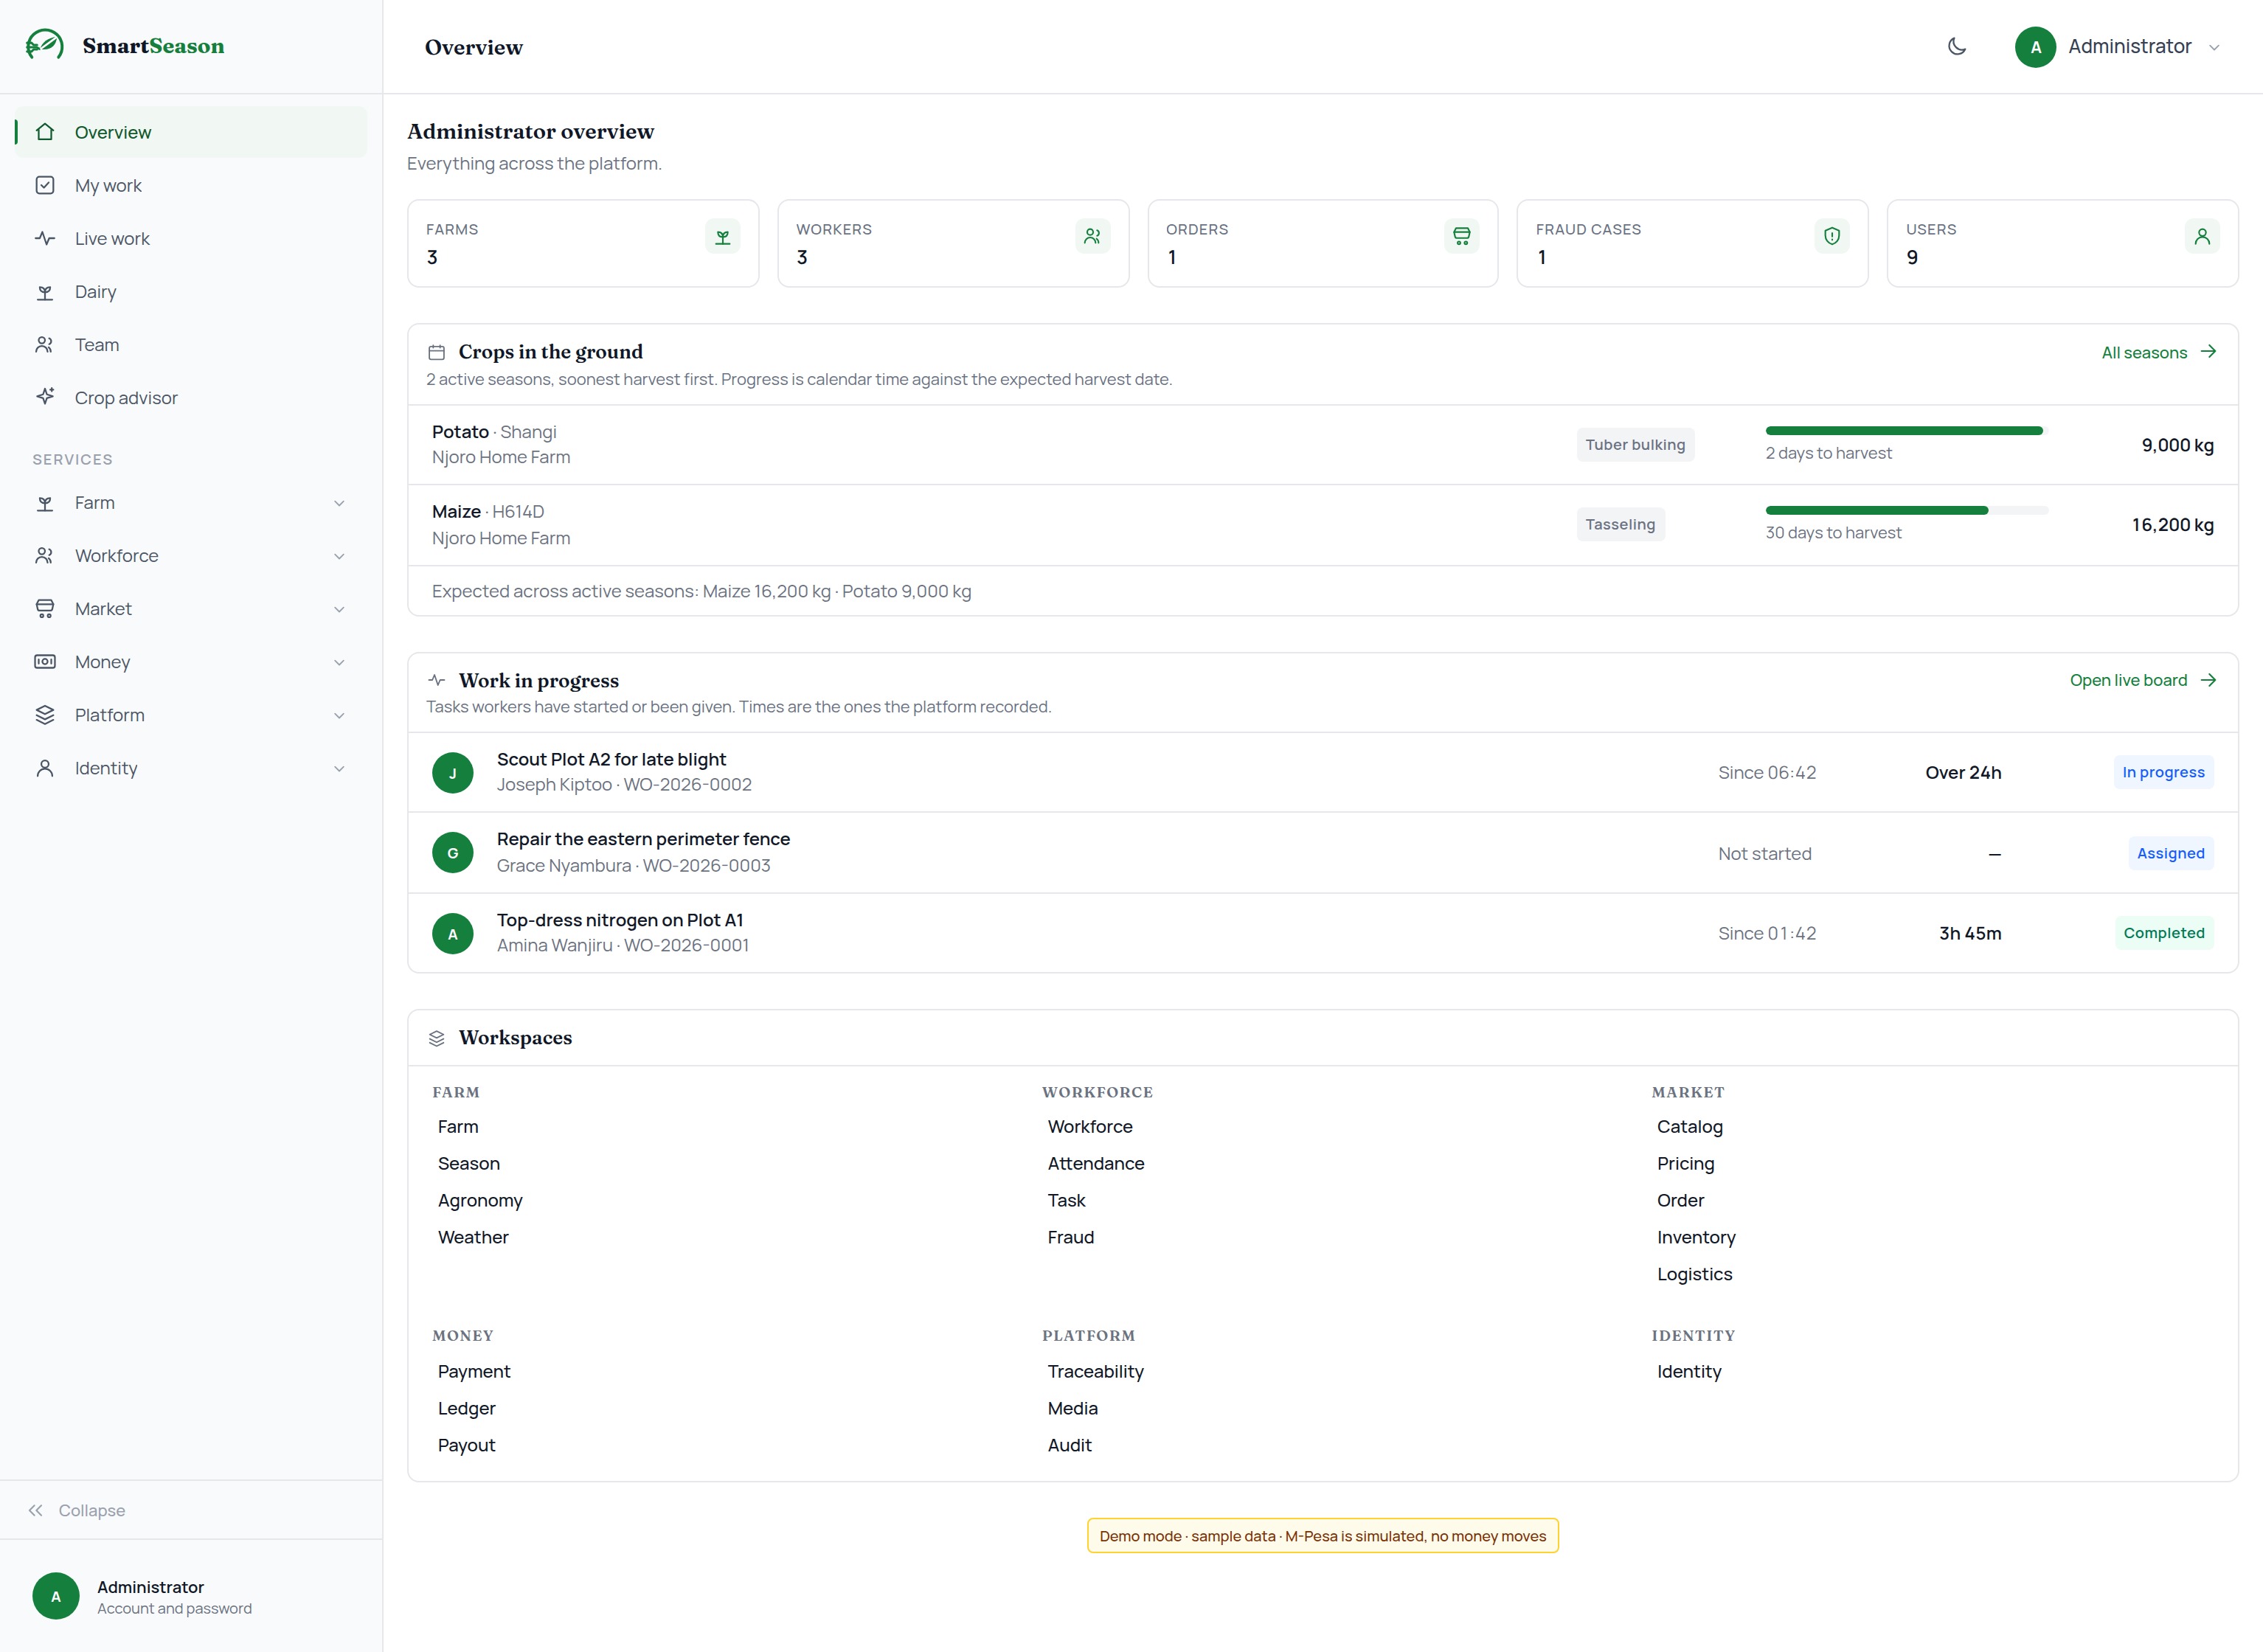 SmartSeason
Overview
My work
Live work
Dairy
Team
Crop advisor
SERVICES
Farm
Workforce
Market
Money
Platform
Identity
Collapse
A
Administrator
Account and password
Overview
A Administrator
Administrator overview
Everything across the platform.
FARMS
3
WORKERS
3
ORDERS
1
FRAUD CASES
1
USERS
9
Crops in the ground
All seasons
2 active seasons, soonest harvest first. Progress is calendar time against the expected harvest date.
Potato · Shangi
Njoro Home Farm
Tuber bulking
2 days to harvest
9,000 kg
Maize · H614D
Njoro Home Farm
Tasseling
30 days to harvest
16,200 kg
Expected across active seasons: Maize 16,200 kg · Potato 9,000 kg
Work in progress
Open live board
Tasks workers have started or been given. Times are the ones the platform recorded.
J
Scout Plot A2 for late blight
Joseph Kiptoo · WO-2026-0002
Since 06:42
Over 24h
In progress
G
Repair the eastern perimeter fence
Grace Nyambura · WO-2026-0003
Not started
—
Assigned
A
Top-dress nitrogen on Plot A1
Amina Wanjiru · WO-2026-0001
Since 01:42
3h 45m
Completed
Workspaces
FARM
Farm
Season
Agronomy
Weather
WORKFORCE
Workforce
Attendance
Task
Fraud
MARKET
Catalog
Pricing
Order
Inventory
Logistics
MONEY
Payment
Ledger
Payout
PLATFORM
Traceability
Media
Audit
IDENTITY
Identity
Demo mode · sample data · M-Pesa is simulated, no money moves